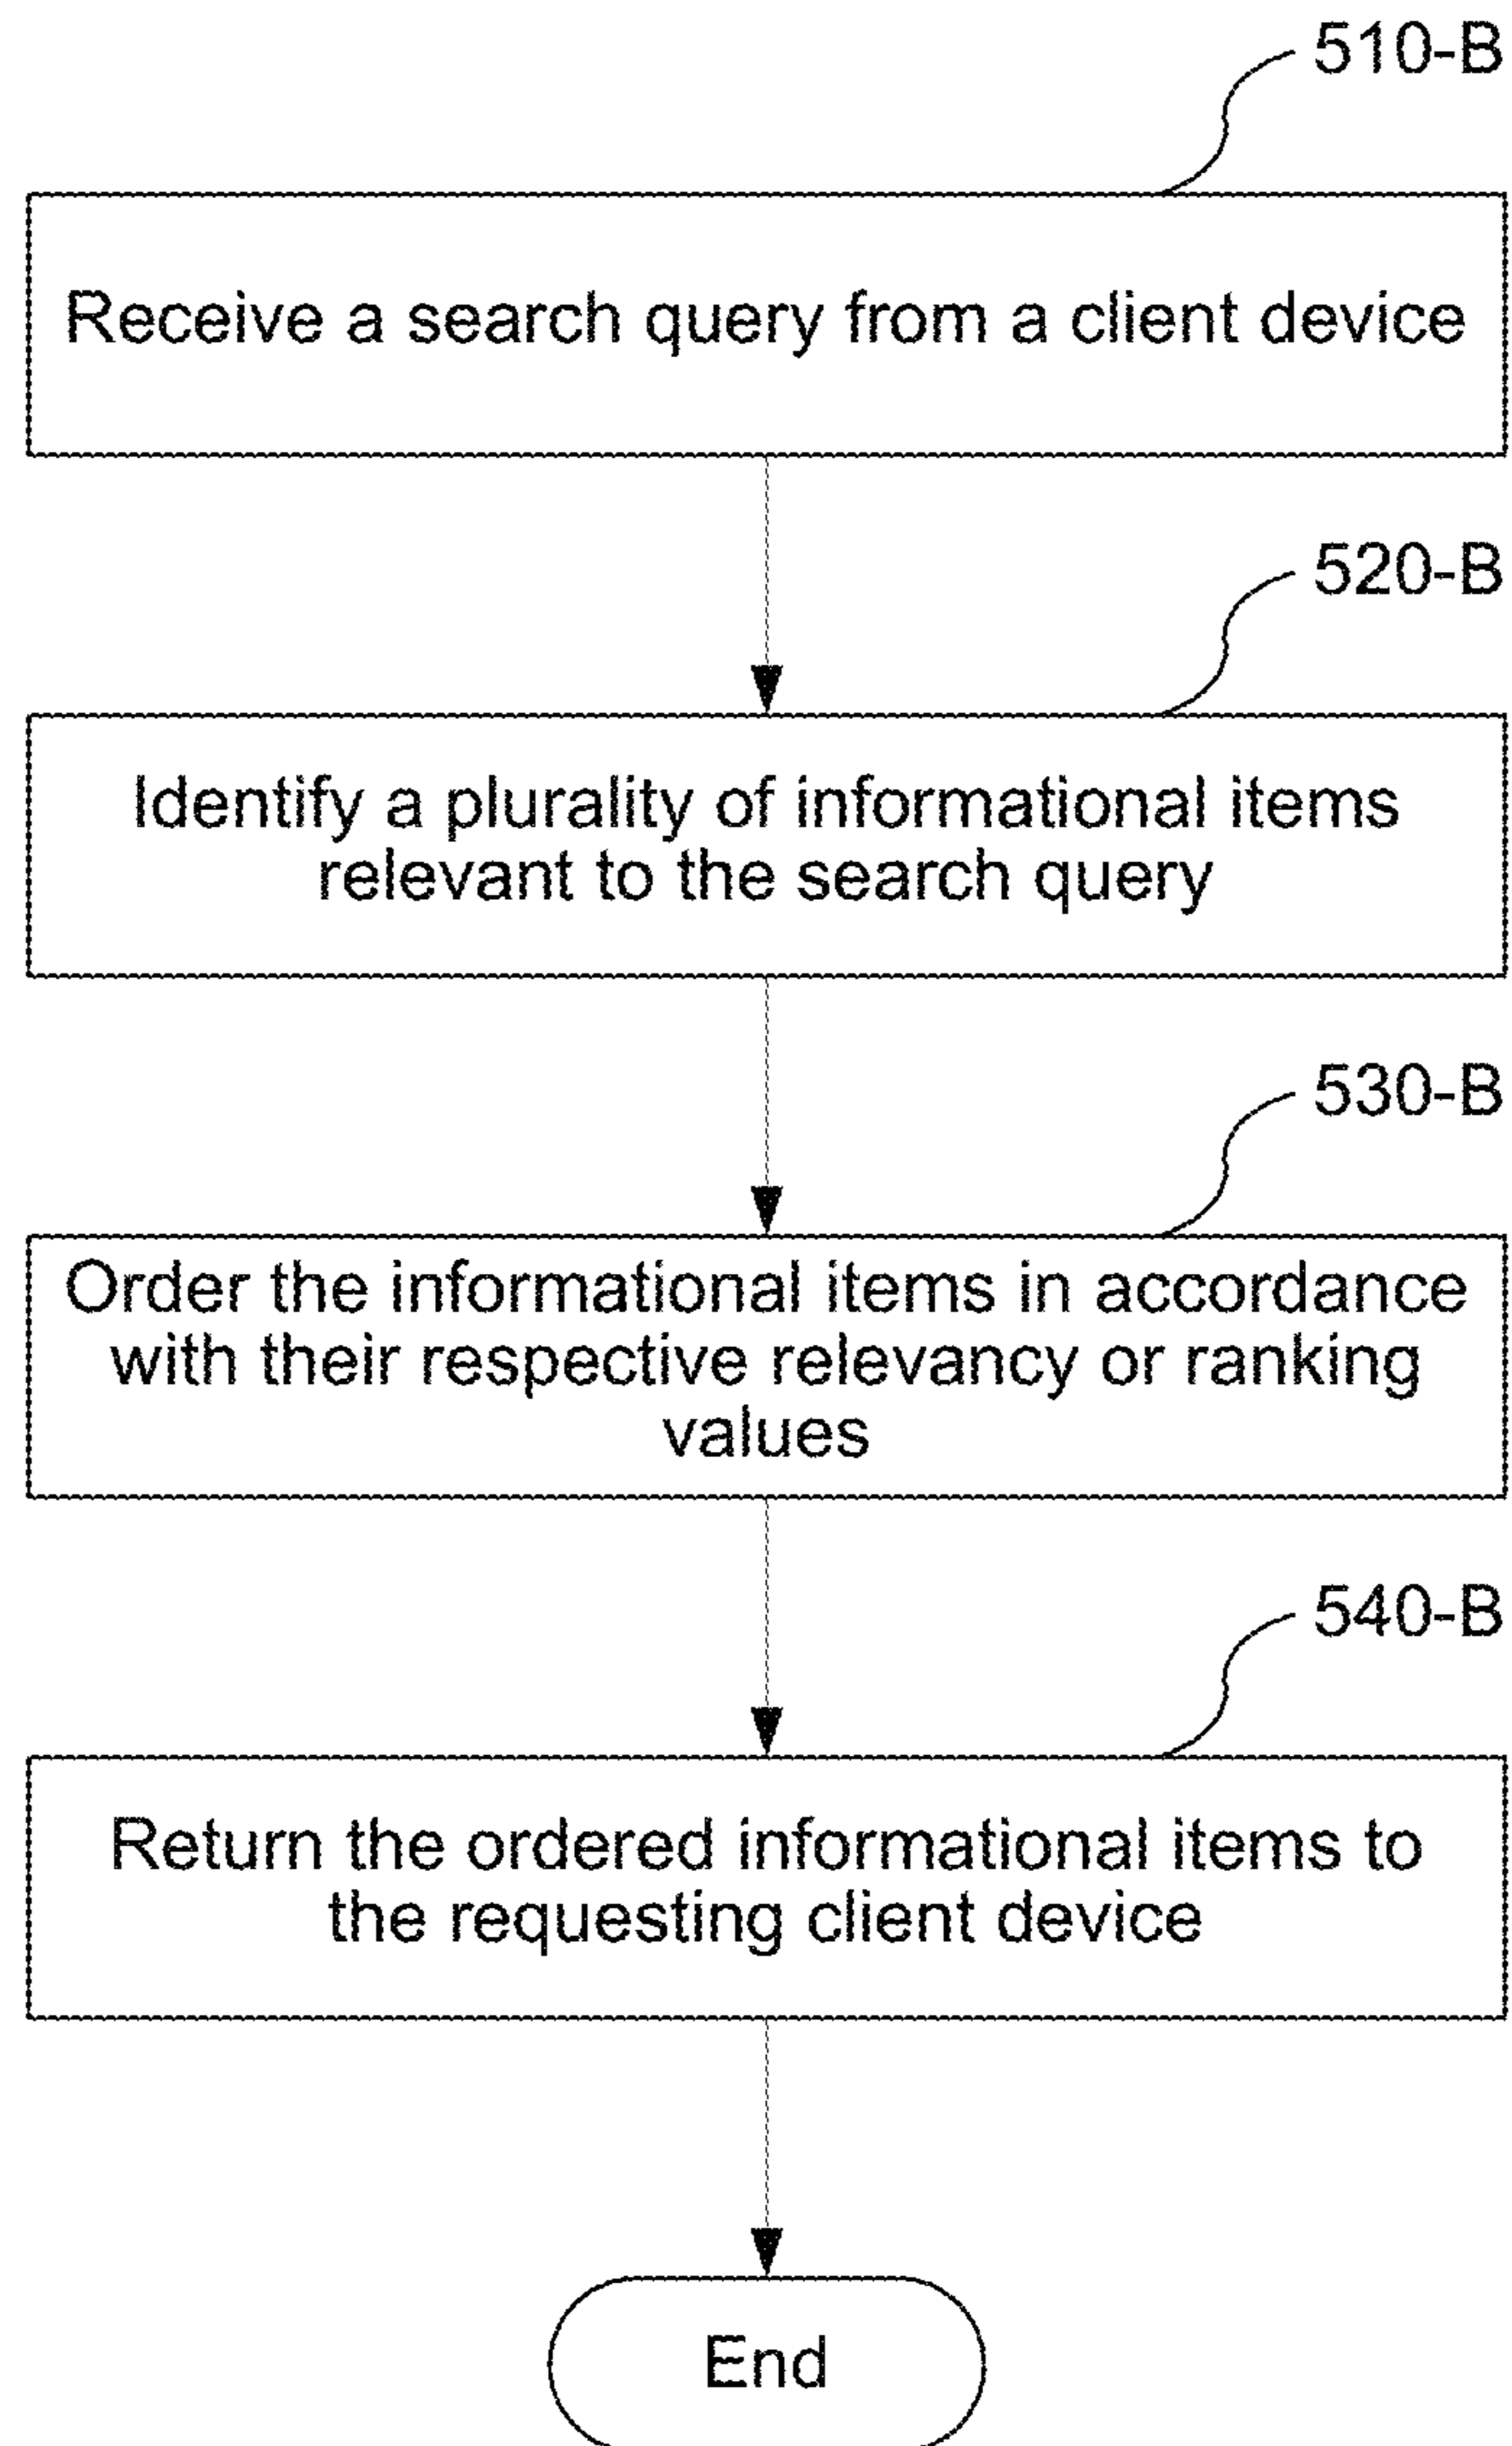 510-B
Receive a search query from a client device
520-B
Identify a plurality of informational items
relevant to the search query
530-B
Order the informational items in accordance
with their respective relevancy or ranking
values
540-B
Return the ordered informational items to
the requesting client device
End